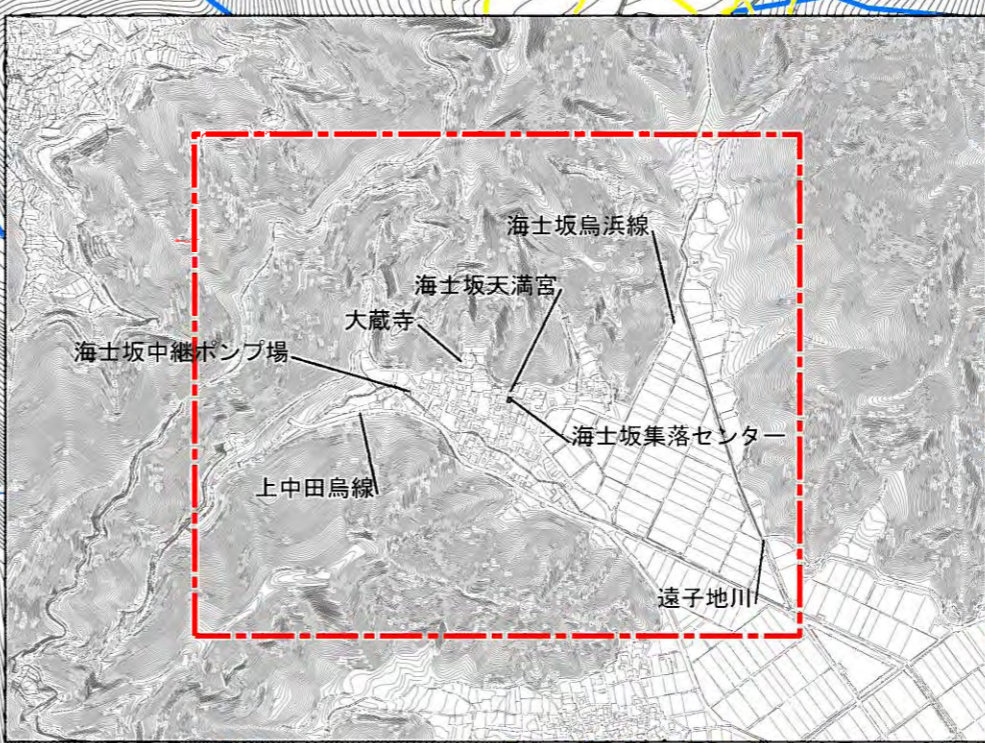 海士坂鳥浜線
海士坂天満宮
大蔵寺
海士坂中継ポンプ場
海士坂集落センター
上中田烏線
遠子地川